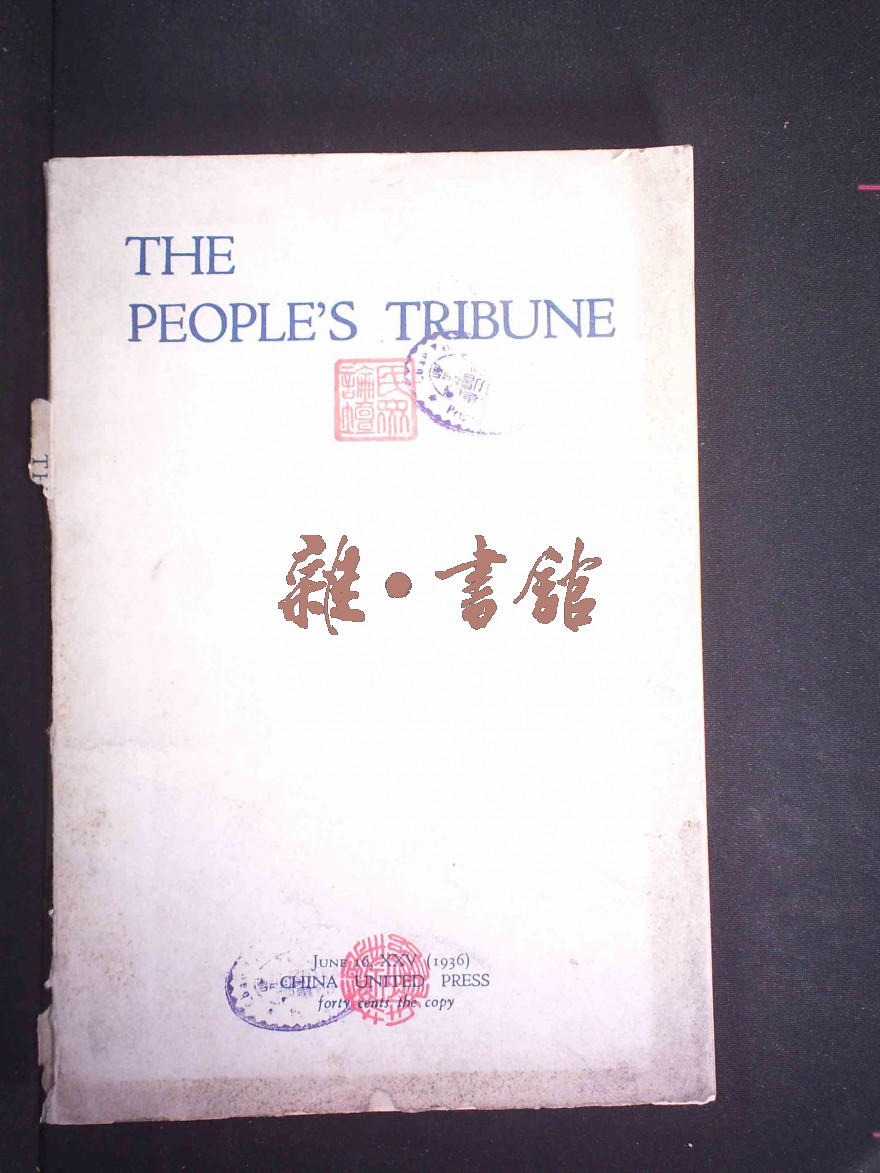 THE
PEOPLE'S TRIBUNE
民眾
論壇
雜·書館
JUNE 16, XXV (1936)
CHINA UNITED PRESS
forty cents the copy
TH